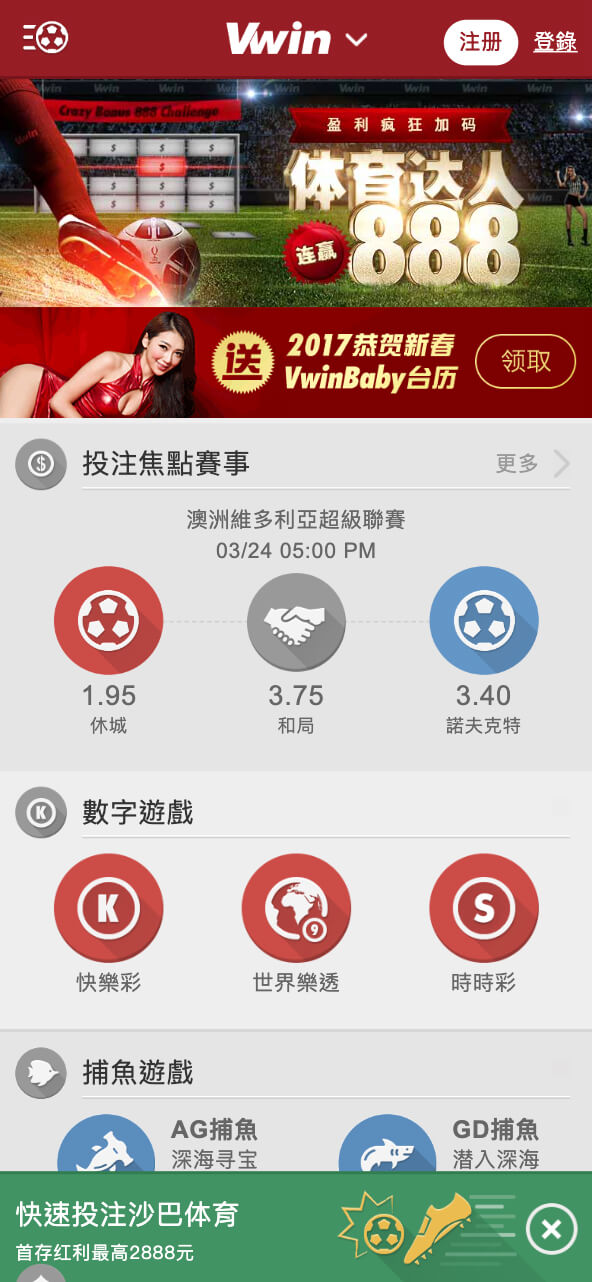 Vwin
注册
登錄
Crazy Bonus 888 Challenge
盈利疯狂加码
体育达人
连赢
888
送
2017恭贺新春
VwinBaby台历
领取
投注焦點賽事
更多
澳洲維多利亞超級聯賽
03/24 05:00 PM
1.95
3.75
3.40
休城
和局
諾夫克特
K
數字遊戲
K
9
S
快樂彩
世界樂透
時時彩
捕魚遊戲
AG捕魚
GD捕魚
深海寻宝
潜入深海
快速投注沙巴体育
首存红利最高2888元